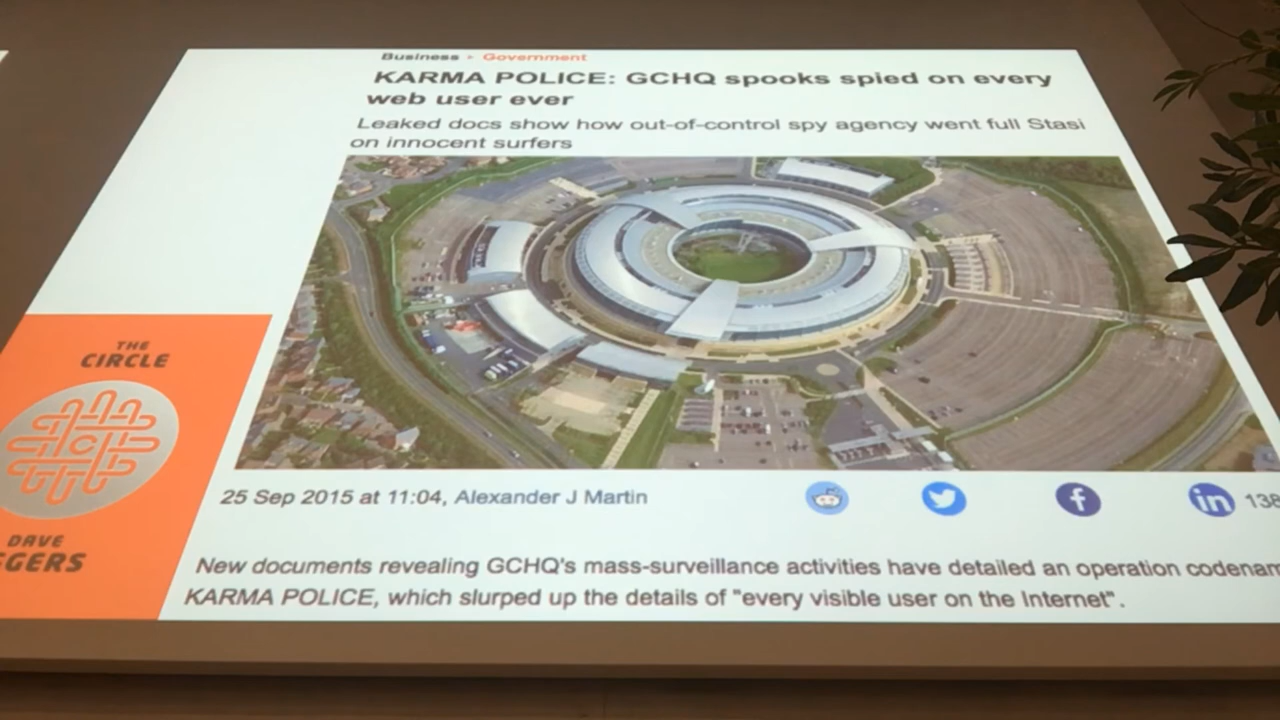 Business > Government
KARMA POLICE: GCHQ spooks spied on every
web user ever
Leaked docs show how out-of-control spy agency went full Stasi
on innocent surfers
THE
CIRCLE
DAVE
GGERS
25 Sep 2015 at 11:04, Alexander J Martin
in 138
New documents revealing GCHQ's mass-surveillance activities have detailed an operation codenam
KARMA POLICE, which slurped up the details of "every visible user on the Internet".